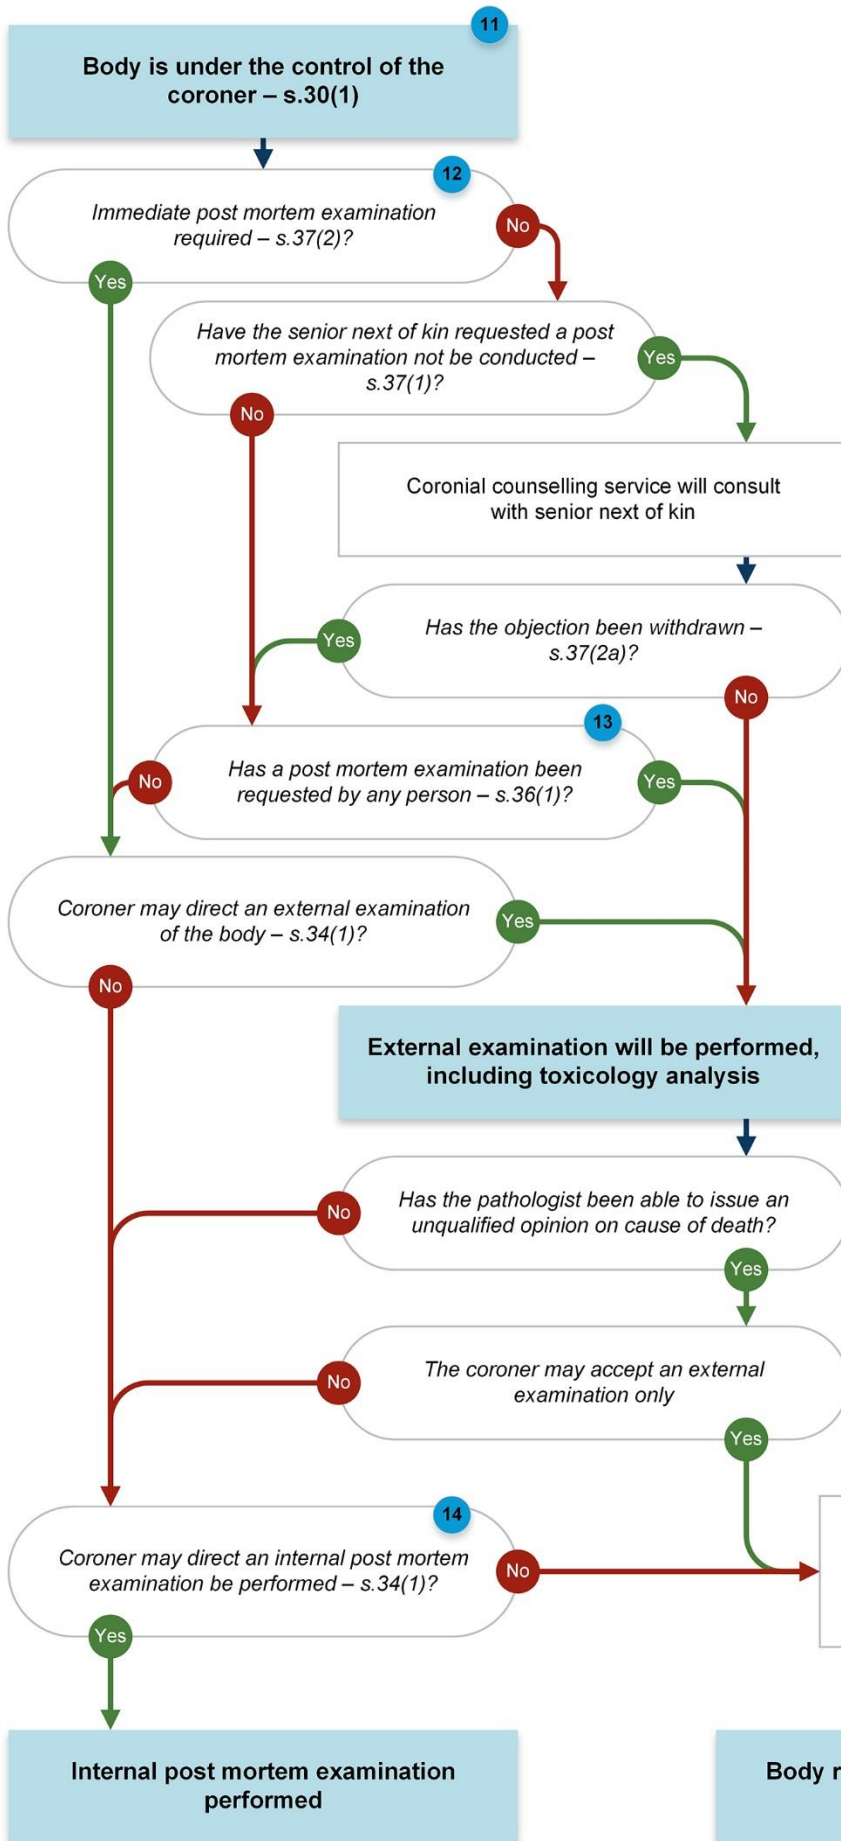 11
Body is under the control of the
coroner – s.30(1)
12
Immediate post mortem examination
required – s.37(2)?
No
Yes
Have the senior next of kin requested a post
mortem examination not be conducted –
s.37(1)?
Yes
No
Coronial counselling service will consult
with senior next of kin
Has the objection been withdrawn –
s.37(2a)?
Yes
No
13
Has a post mortem examination been
requested by any person – s.36(1)?
No
Yes
Coroner may direct an external examination
of the body – s.34(1)?
Yes
No
External examination will be performed,
including toxicology analysis
Has the pathologist been able to issue an
unqualified opinion on cause of death?
No
Yes
The coroner may accept an external
examination only
No
Yes
14
Coroner may direct an internal post mortem
examination be performed – s.34(1)?
No
Yes
Internal post mortem examination
performed
Body